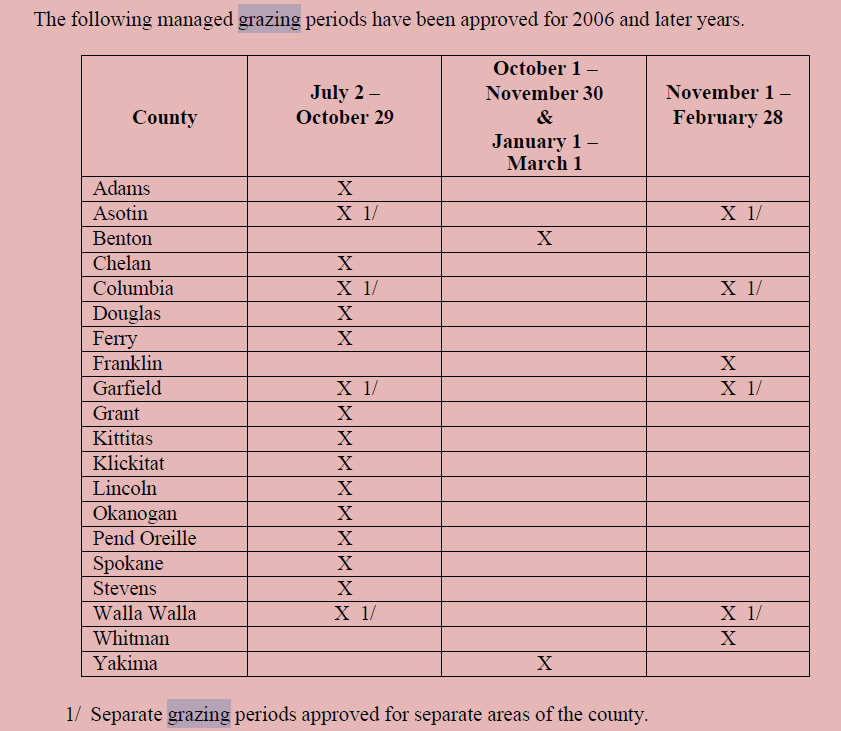 The following managed grazing periods have been approved for 2006 and later years.
County
July 2 –
October 29
October 1 –
November 30
&
January 1 –
March 1
November 1 –
February 28
Adams X
Asotin X 1/ X 1/
Benton X
Chelan X
Columbia X 1/ X 1/
Douglas X
Ferry X
Franklin X
Garfield X 1/ X 1/
Grant X
Kittitas X
Klickitat X
Lincoln X
Okanogan X
Pend Oreille X
Spokane X
Stevens X
Walla Walla X 1/ X 1/
Whitman X
Yakima X
1/ Separate grazing periods approved for separate areas of the county.